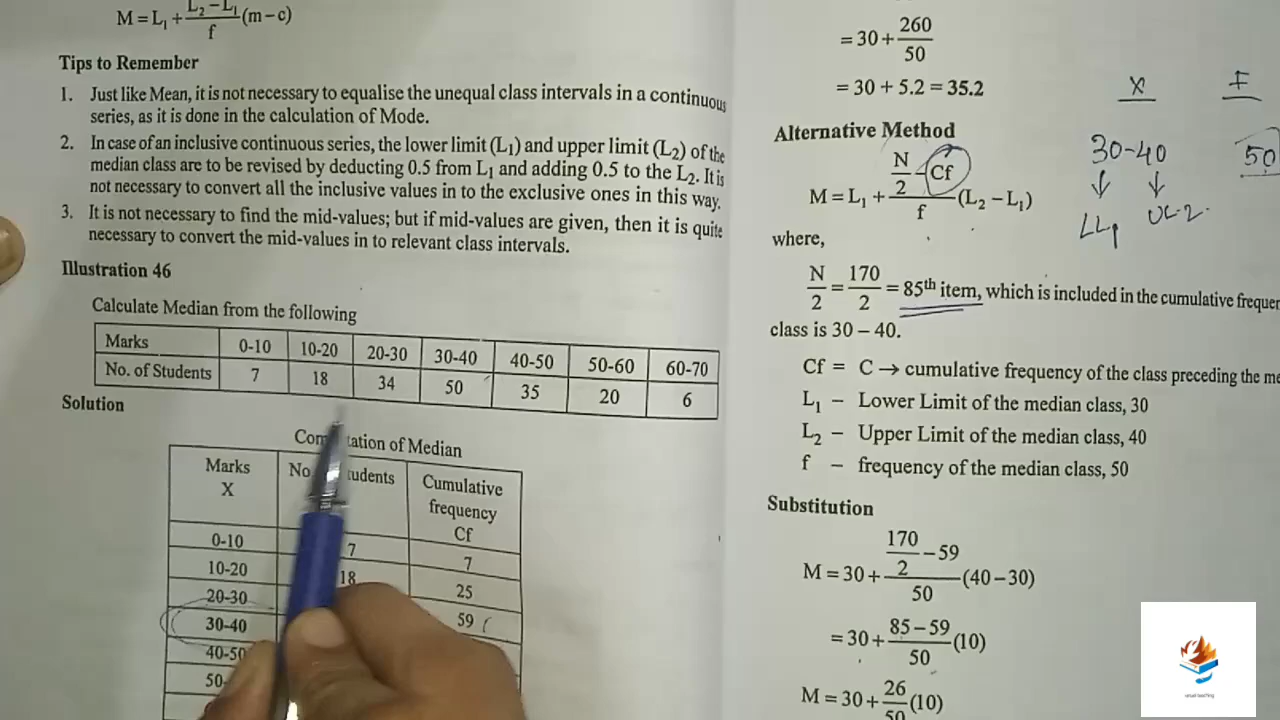 M = L₁ + (L₂ – L₁)/f (m – c)
Tips to Remember
1. Just like Mean, it is not necessary to equalise the unequal class intervals in a continuous
series, as it is done in the calculation of Mode.
2. In case of an inclusive continuous series, the lower limit (L₁) and upper limit (L₂) of the
median class are to be revised by deducting 0.5 from L₁ and adding 0.5 to the L₂. It is
not necessary to convert all the inclusive values in to the exclusive ones in this way.
3. It is not necessary to find the mid-values; but if mid-values are given, then it is quite
necessary to convert the mid-values in to relevant class intervals.
Illustration 46
Calculate Median from the following
Marks 0-10 10-20 20-30 30-40 40-50 50-60 60-70
No. of Students 7 18 34 50 35 20 6
Solution
of Median
Marks
X
No tudents
Cumulative
frequency
Cf
0-10 7 7
10-20 18 25
20-30 59
30-40
40-50
50-
= 30 + 260/50
= 30 + 5.2 = 35.2
Alternative Method
M = L₁ + (N/2 – Cf)/f (L₂ – L₁)
where,
N/2 = 170/2 = 85th item, which is included in the cumulative
class is 30 – 40.
Cf = C → cumulative frequency of the class preceding the
L₁ – Lower Limit of the median class, 30
L₂ – Upper Limit of the median class, 40
f – frequency of the median class, 50
Substitution
M = 30 + (170/2 – 59)/50 (40 – 30)
= 30 + (85 – 59)/50 (10)
M = 30 + 26/50 (10)
X F
30-40 50
LL1